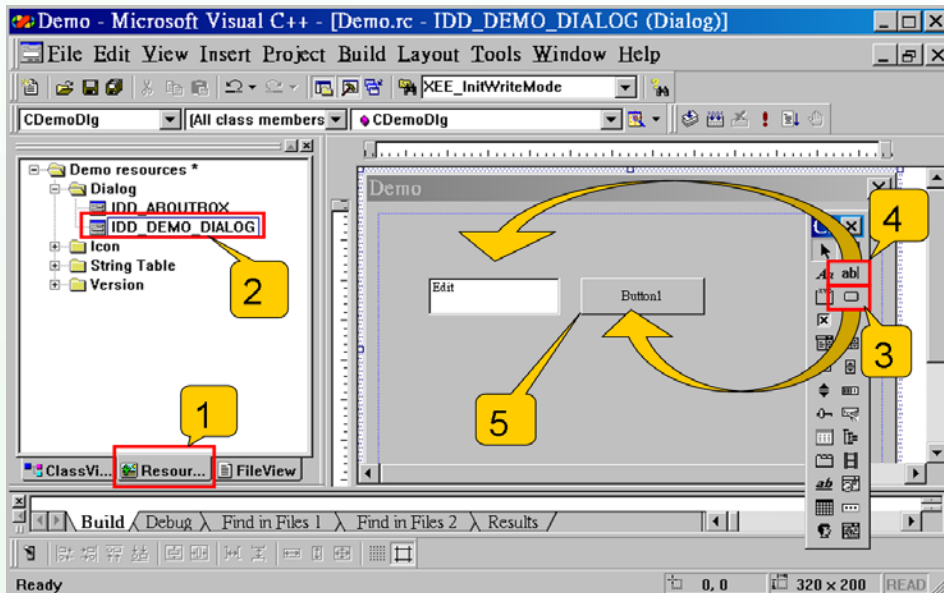 Demo - Microsoft Visual C++ - [Demo.rc - IDD_DEMO_DIALOG (Dialog)]
File Edit View Insert Project Build Layout Tools Window Help
XEE_InitWriteMode
CDemoDlg [All class members CDemoDlg
Demo resources *
Dialog
IDD_ABOUTBOX
IDD_DEMO_DIALOG
Icon
String Table
Version
2
1
ClassVi... Resour... FileView
Demo
4
Aa ab|
Edit
Button1
3
5
ab
Build Debug Find in Files 1 Find in Files 2 Results
Ready 0, 0 320 x 200 READ